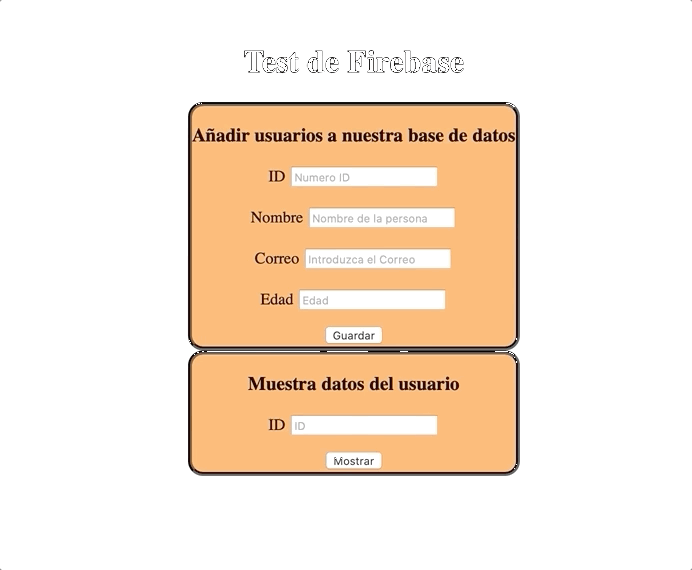 Test de Firebase
Añadir usuarios a nuestra base de datos
ID Numero ID
Nombre Nombre de la persona
Correo Introduzca el Correo
Edad Edad
Guardar
Muestra datos del usuario
ID ID
Mostrar